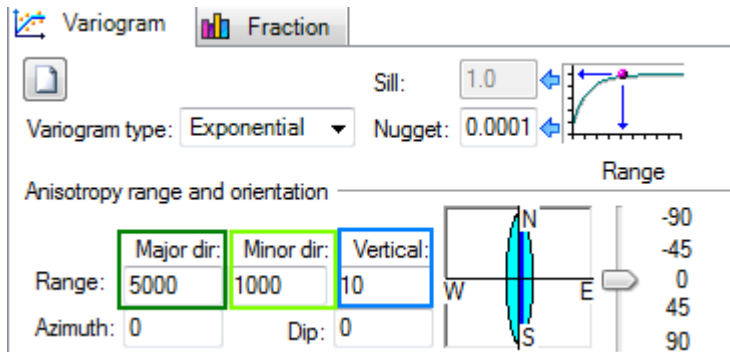 Variogram Fraction
Sill: 1.0
Variogram type: Exponential Nugget: 0.0001
Range
Anisotropy range and orientation
Major dir: Minor dir: Vertical:
Range: 5000 1000 10
Azimuth: 0 Dip: 0
N
W E
S
-90
-45
0
45
90